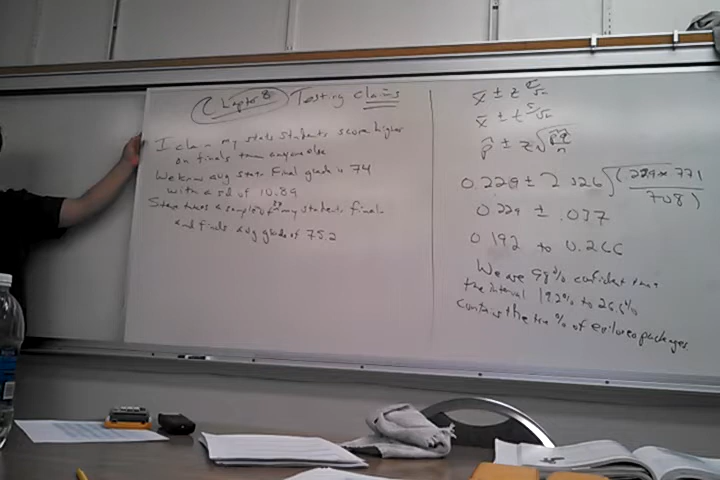 Chapter 8 Testing Claims
I claim my stats students score higher
on finals than anyone else
We know avg stats Final grade is 74
with a sd of 10.89
takes a sample of my students finals
and finds avg grade of 75.2
x̄ ± z σ/√n
x̄ ± t s/√n
p̂ ± z√(p̂q̂/n)
0.229 ± 2.326√((.229 × .771)/708)
0.229 ± .037
0.192 to 0.266
We are 98% confident that
the interval 19.2% to 26.6%
contains the true % of packages